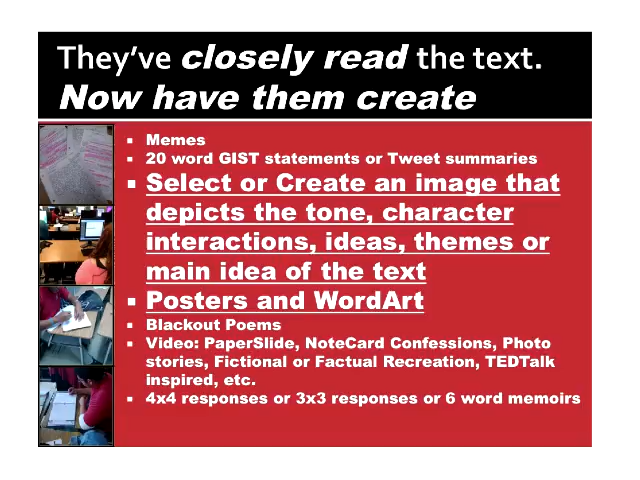 They've closely read the text.
Now have them create
▪ Memes
▪ 20 word GIST statements or Tweet summaries
▪ Select or Create an image that
depicts the tone, character
interactions, ideas, themes or
main idea of the text
▪ Posters and WordArt
▪ Blackout Poems
▪ Video: PaperSlide, NoteCard Confessions, Photo
stories, Fictional or Factual Recreation, TEDTalk
inspired, etc.
▪ 4x4 responses or 3x3 responses or 6 word memoirs